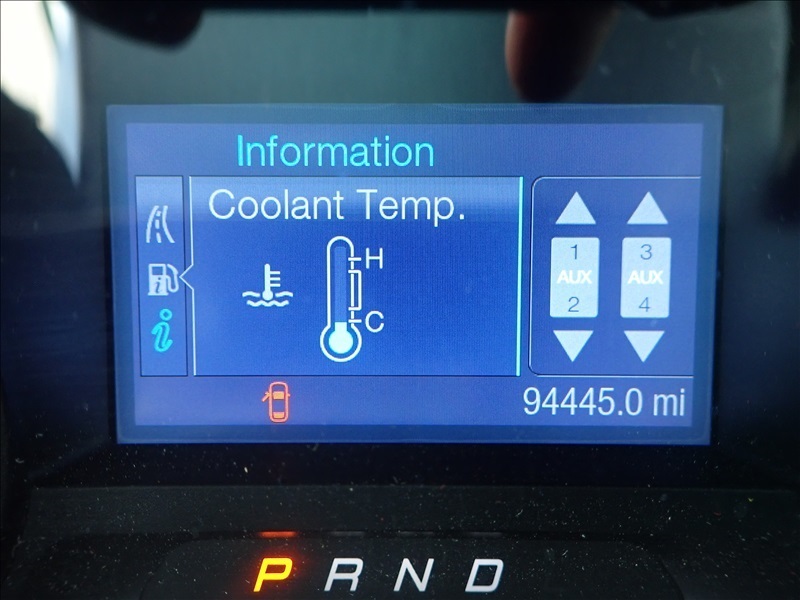 Information
Coolant Temp.
H
C
1
AUX
2
3
AUX
4
94445.0 mi
P R N D